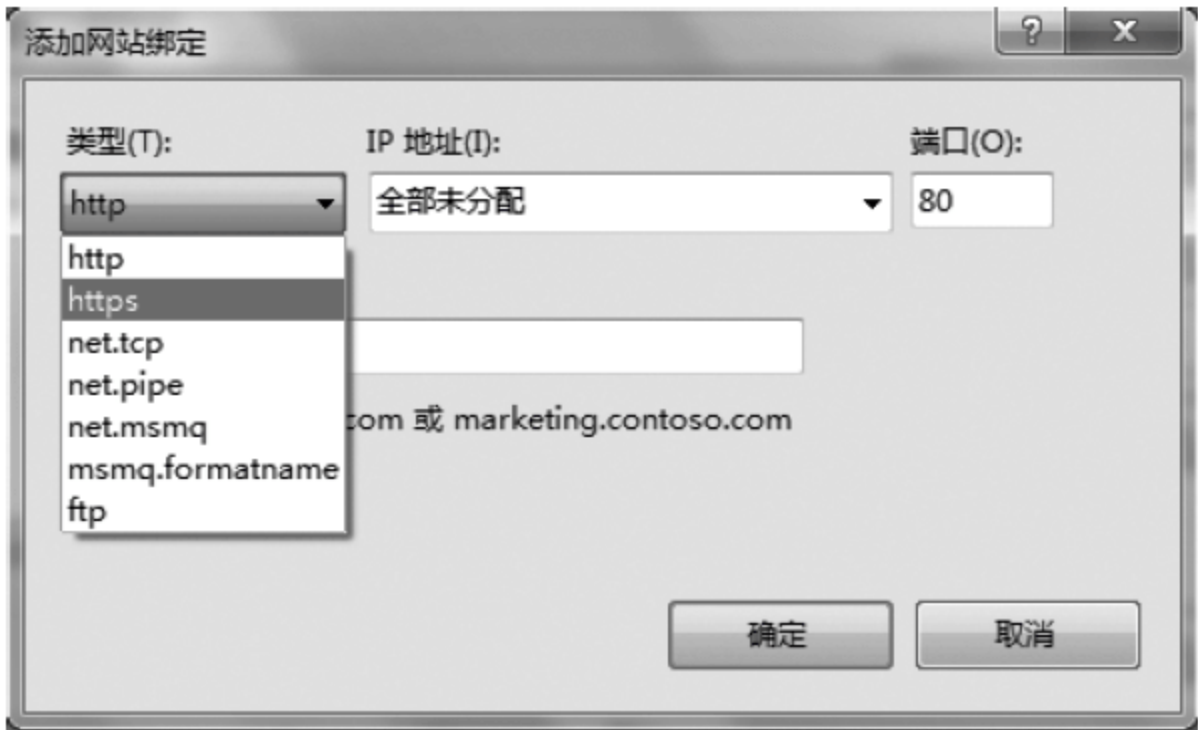 添加网站绑定
?
X
类型(T):
IP 地址(I):
端口(O):
http
全部未分配
80
http
https
net.tcp
net.pipe
net.msmq
msmq.formatname
ftp
com 或 marketing.contoso.com
确定
取消